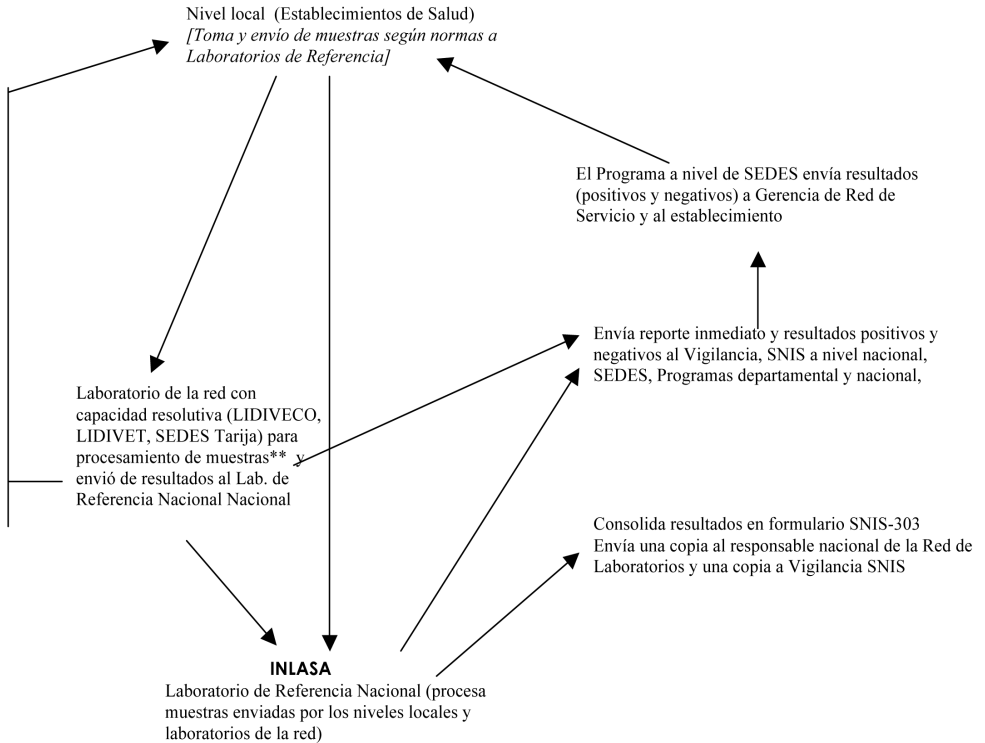 Nivel local (Establecimientos de Salud)
[Toma y envío de muestras según normas a
Laboratorios de Referencia]
El Programa a nivel de SEDES envía resultados
(positivos y negativos) a Gerencia de Red de
Servicio y al establecimiento
Envía reporte inmediato y resultados positivos y
negativos al Vigilancia, SNIS a nivel nacional,
SEDES, Programas departamental y nacional,
Laboratorio de la red con
capacidad resolutiva (LIDIVECO,
LIDIVET, SEDES Tarija) para
procesamiento de muestras** y
envió de resultados al Lab. de
Referencia Nacional Nacional
Consolida resultados en formulario SNIS-303
Envía una copia al responsable nacional de la Red de
Laboratorios y una copia a Vigilancia SNIS
INLASA
Laboratorio de Referencia Nacional (procesa
muestras enviadas por los niveles locales y
laboratorios de la red)